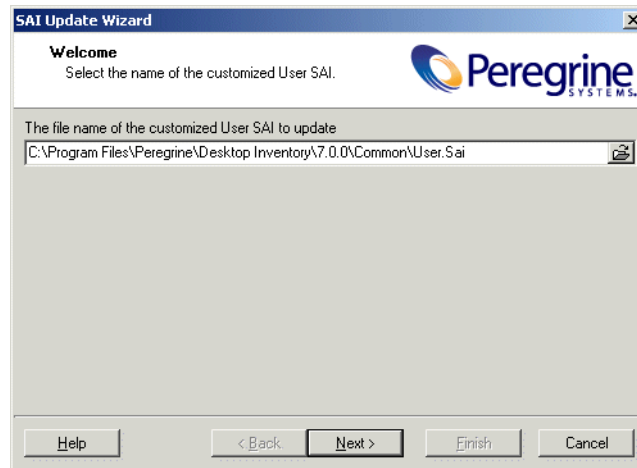 SAI Update Wizard
Welcome
Select the name of the customized User SAI.
Peregrine
SYSTEMS.
The file name of the customized User SAI to update
C:\Program Files\Peregrine\Desktop Inventory\7.0.0\Common\User.Sai
Help
< Back
Next >
Finish
Cancel